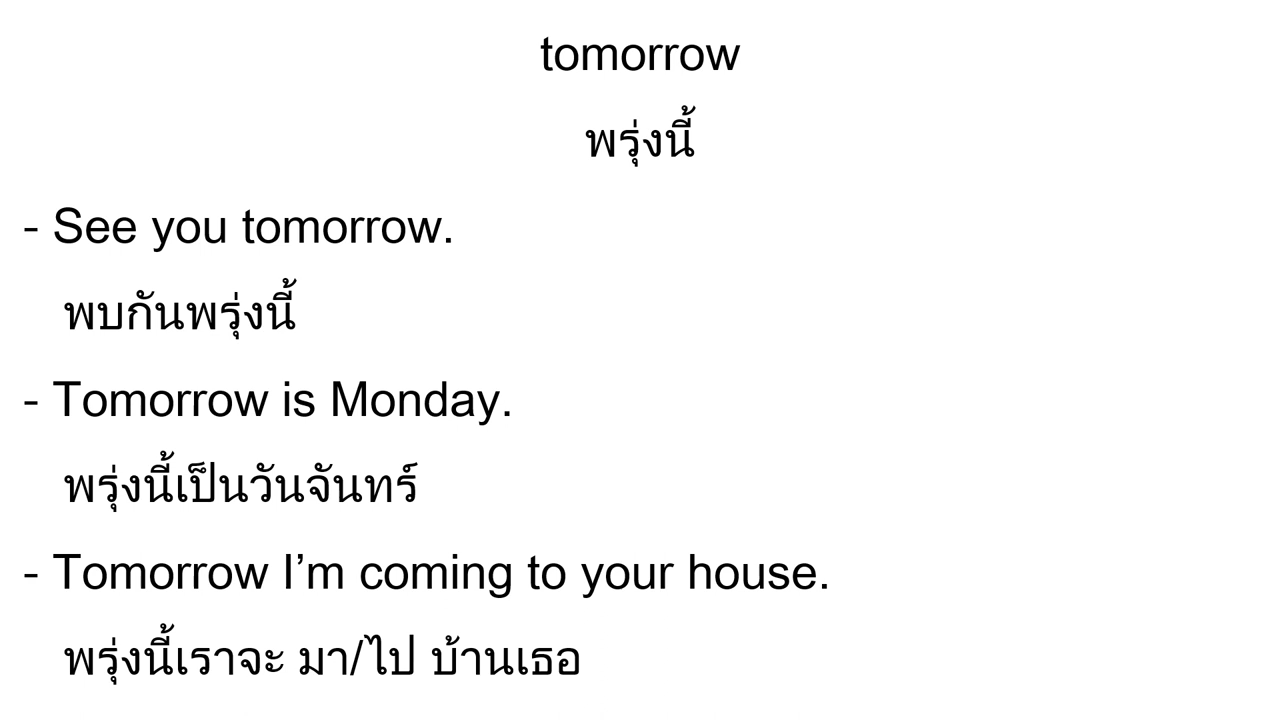 tomorrow
พรุ่งนี้
- See you tomorrow.
พบกันพรุ่งนี้
- Tomorrow is Monday.
พรุ่งนี้เป็นวันจันทร์
- Tomorrow I’m coming to your house.
พรุ่งนี้เราจะ มา/ไป บ้านเธอ